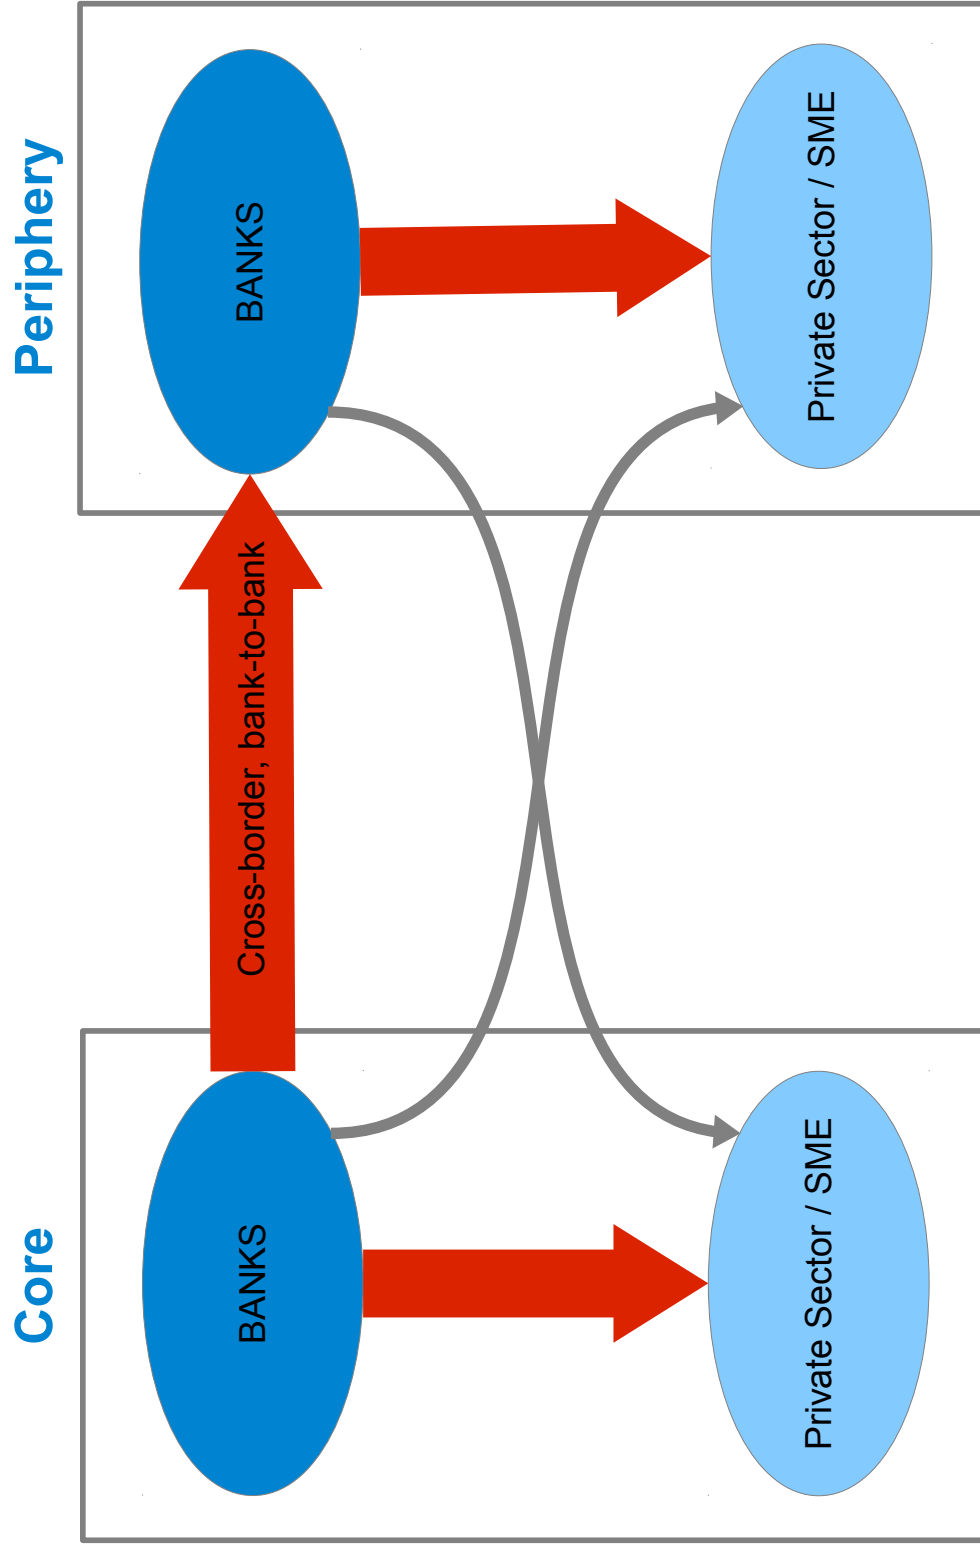 Core
Periphery
BANKS
Cross-border, bank-to-bank
BANKS
Private Sector / SME
Private Sector / SME